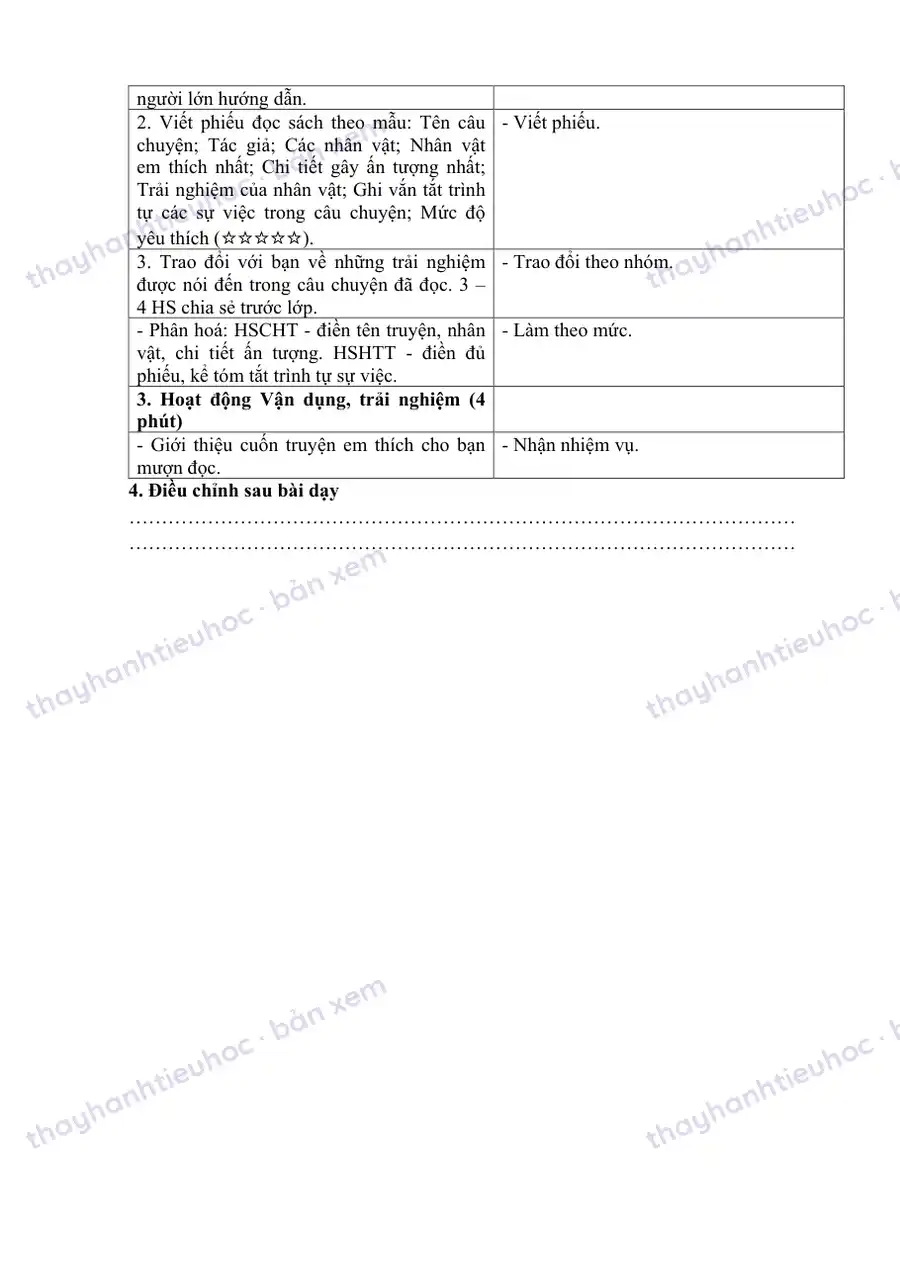 người lớn hướng dẫn.
2. Viết phiếu đọc sách theo mẫu: Tên câu
chuyện; Tác giả; Các nhân vật; Nhân vật
em thích nhất; Chi tiết gây ấn tượng nhất;
Trải nghiệm của nhân vật; Ghi vắn tắt trình
tự các sự việc trong câu chuyện; Mức độ
yêu thích (☆☆☆☆☆).
- Viết phiếu.
3. Trao đổi với bạn về những trải nghiệm
được nói đến trong câu chuyện đã đọc. 3 –
4 HS chia sẻ trước lớp.
- Trao đổi theo nhóm.
- Phân hoá: HSCHT - điền tên truyện, nhân
vật, chi tiết ấn tượng. HSHTT - điền đủ
phiếu, kể tóm tắt trình tự sự việc.
- Làm theo mức.
3. Hoạt động Vận dụng, trải nghiệm (4
phút)
- Giới thiệu cuốn truyện em thích cho bạn
mượn đọc.
- Nhận nhiệm vụ.
4. Điều chỉnh sau bài dạy
…………………………………………………………………………………………
…………………………………………………………………………………………
thayhanhtieuhoc · bản xem
thayhanhtieuhoc · b
thayhanhtieuhoc · bản xem
thayhanhtieuhoc · b
thayhanhtieuhoc · bản xem
thayhanhtieuhoc · b